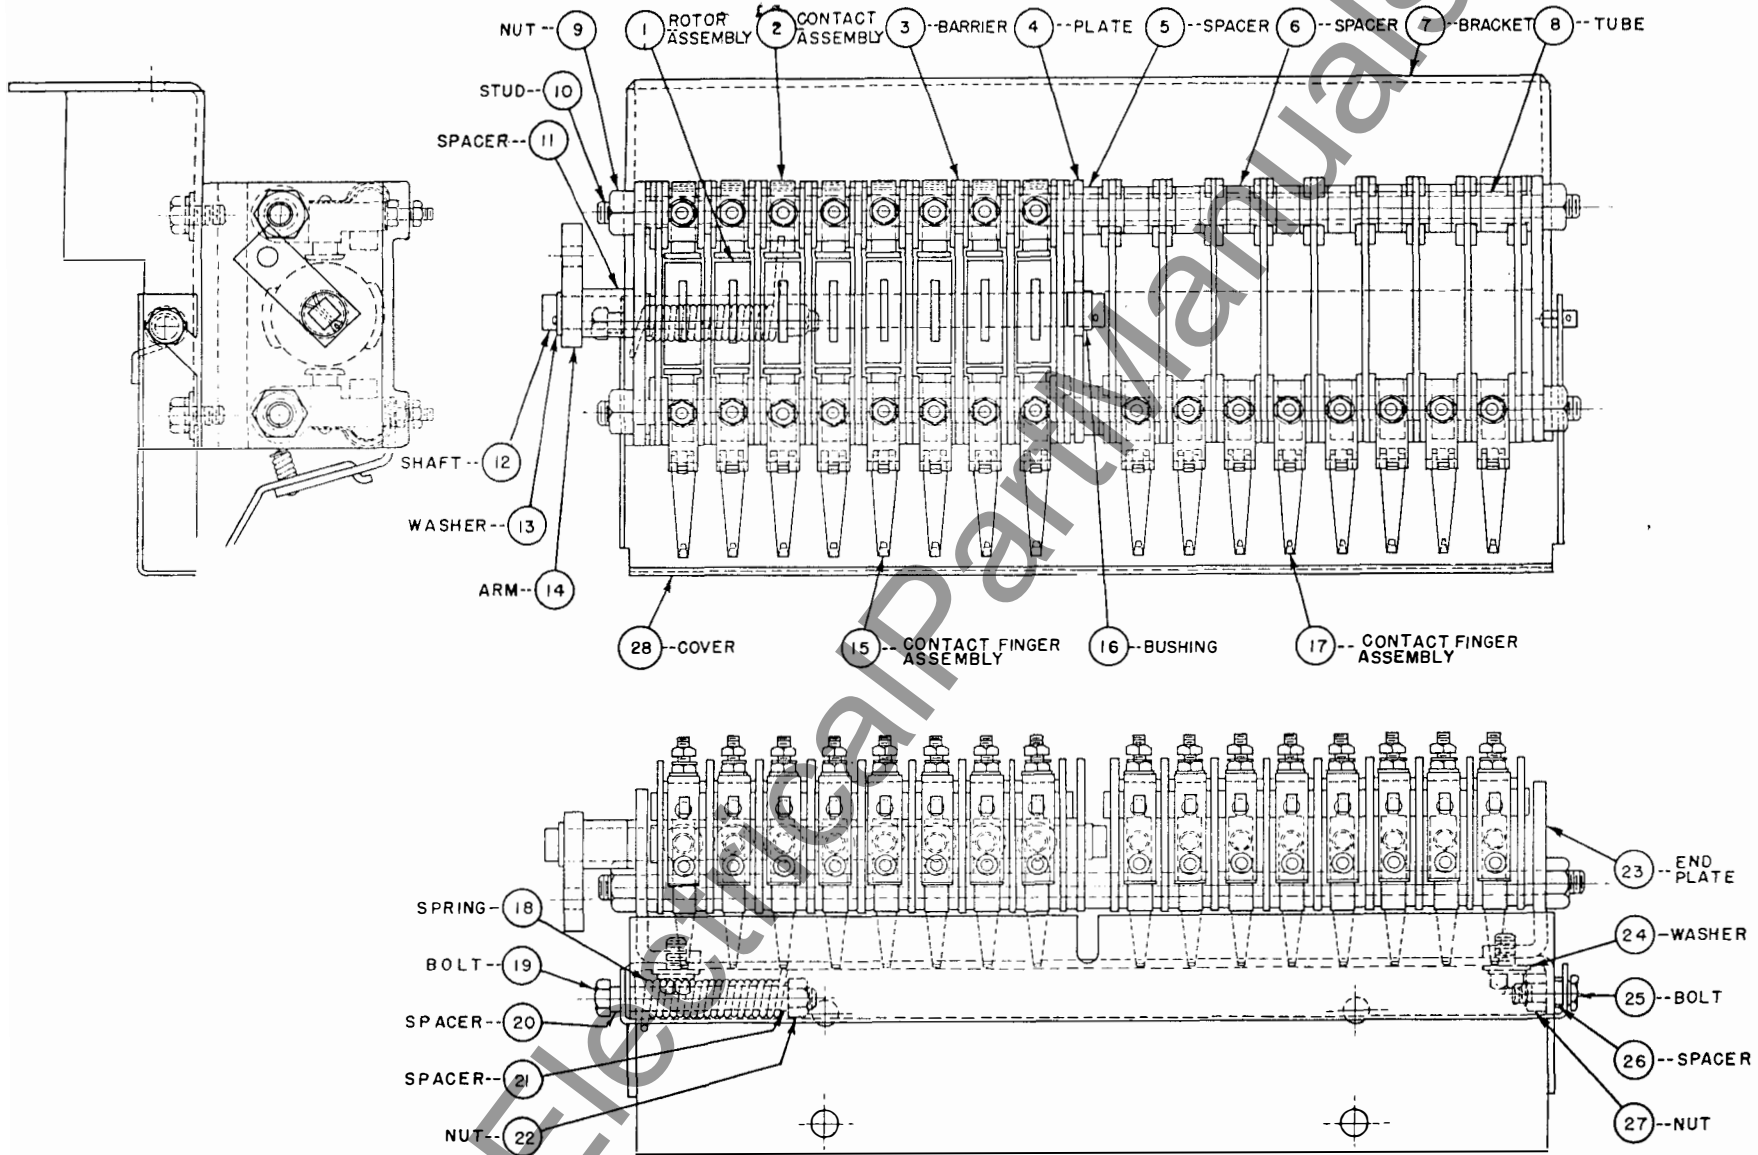 NUT--9
1 ROTOR ASSEMBLY
2 CONTACT ASSEMBLY
3--BARRIER
4--PLATE
5--SPACER
6--SPACER
7--BRACKET
8--TUBE
STUD--10
SPACER--11
SHAFT--12
WASHER--13
ARM--14
28--COVER
15--CONTACT FINGER ASSEMBLY
16--BUSHING
17--CONTACT FINGER ASSEMBLY
SPRING-18
BOLT--19
SPACER--20
SPACER--21
NUT--22
23--END PLATE
24--WASHER
25--BOLT
26--SPACER
27--NUT
ElectricalPartManuals